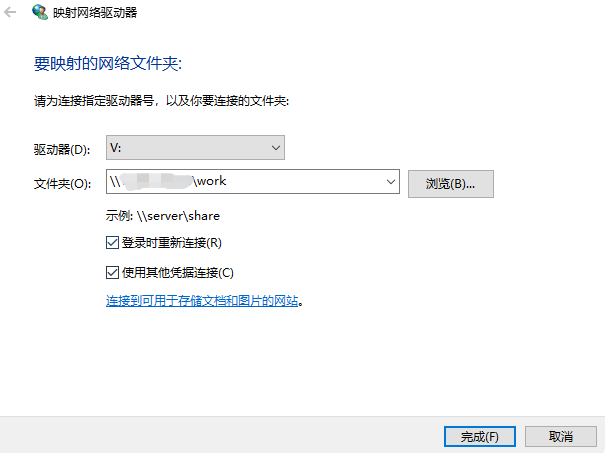 映射网络驱动器
要映射的网络文件夹:
请为连接指定驱动器号，以及你要连接的文件夹:
驱动器(D): V:
文件夹(O): \\ \work 浏览(B)...
示例: \\server\share
登录时重新连接(R)
使用其他凭据连接(C)
连接到可用于存储文档和图片的网站。
完成(F) 取消